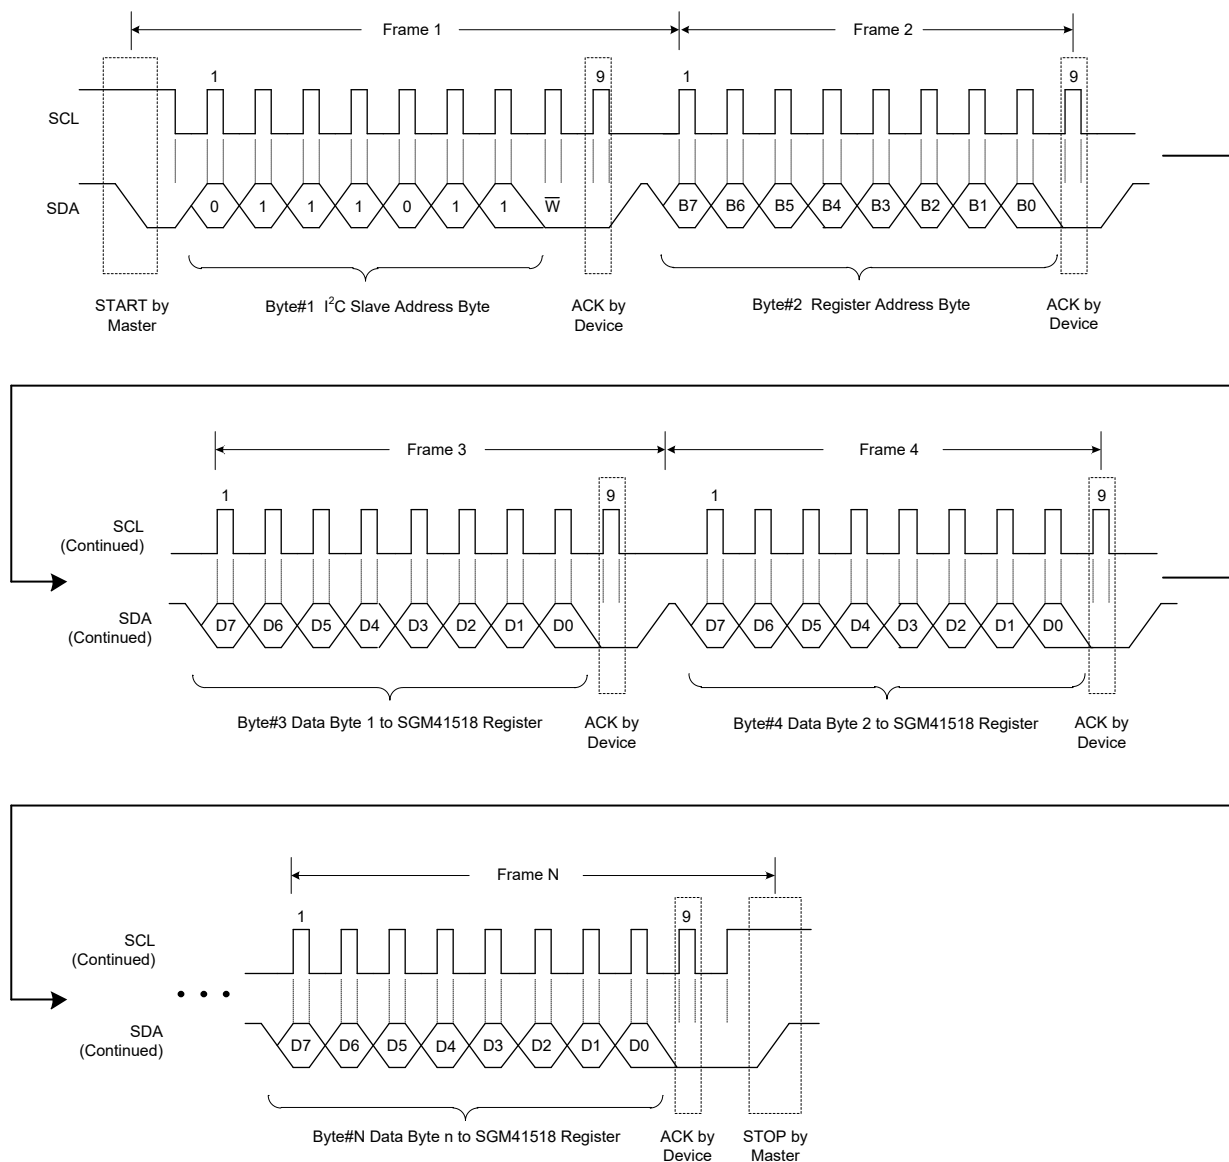 Frame 1 Frame 2
1 9 1 9
SCL
SDA 0 1 1 1 0 1 1 W̅ B7 B6 B5 B4 B3 B2 B1 B0
START by
Master
Byte#1 I²C Slave Address Byte
ACK by
Device
Byte#2 Register Address Byte
ACK by
Device
Frame 3 Frame 4
1 9 1 9
SCL
(Continued)
SDA
(Continued)
D7 D6 D5 D4 D3 D2 D1 D0 D7 D6 D5 D4 D3 D2 D1 D0
Byte#3 Data Byte 1 to SGM41518 Register
ACK by
Device
Byte#4 Data Byte 2 to SGM41518 Register
ACK by
Device
Frame N
1 9
SCL
(Continued)
• • •
SDA
(Continued)
D7 D6 D5 D4 D3 D2 D1 D0
Byte#N Data Byte n to SGM41518 Register
ACK by
Device
STOP by
Master